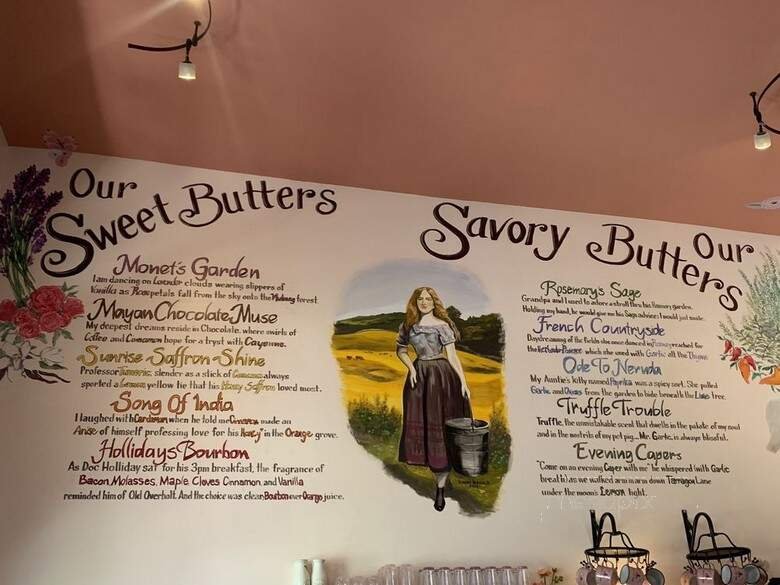 Our
Sweet Butters
Monet's Garden
I am dancing on Lavender clouds wearing slippers of
Vanilla as Rose petals fall from the sky onto the Nutmeg forest.
Mayan Chocolate Muse
My deepest dreams reside in Chocolate, where swirls of
Coffee and Cinnamon hope for a tryst with Cayenne.
Sunrise Saffron Shine
Professor Turmeric, slender as a stick of always
sported a Lemon yellow tie that his Honey Saffron loved most.
Song Of India
I laughed with Cardamom when he told me made an
Anise of himself professing love for his "Honey" in the Orange grove.
Hollidays Bourbon
As Doc Holliday sat for his 3pm breakfast, the fragrance of
Bacon, Molasses, Maple, Cloves, Cinnamon, and Vanilla
reminded him of Old Overholt. And the choice was clear, Bourbon over Orange juice.
Our
Savory Butters
Rosemary's Sage
Grandpa and I used to adore a stroll thru his Rosemary garden.
Holding my hand, he would give me his Sage advice; I would just smile.
French Countryside
Daydreaming of the fields she once danced in, reached for
the which she used with Garlic and the Thyme
Ode To Neruda
My Auntie's kitty named Paprika was a spicy sort. She pulled
Garlic, and Onions from the garden to hide beneath the Lime tree.
Truffle Trouble
Truffle, the unmistakable scent that dwells in the palate of my soul
and in the nostrils of my pet pig... Mr. Garlic, is always blissful.
Evening Capers
"Come on an evening Caper with me" he whispered (with Garlic
breath) as we walked arm in arm down Tarragon Lane
under the moon's Lemon light.